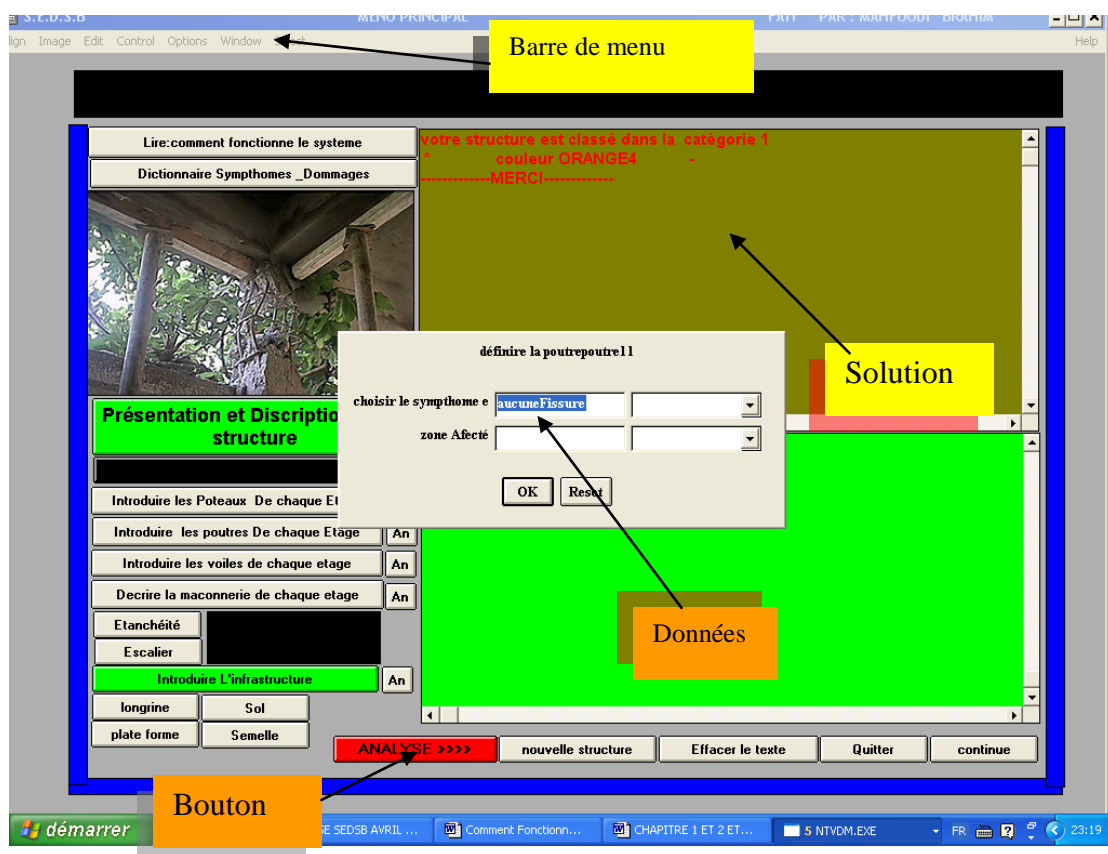 S.E.D.S.B MENO PRINCIPAL FAIT PAR : MAHFOUDI BRAHIM
lign Image Edit Control Options Window Select Help
Barre de menu
Lire:comment fonctionne le systeme
Dictionnaire Sympthomes _Dommages
votre structure est classé dans la catégorie 1
* couleur ORANGE4 -
-------------MERCI-------------
Solution
définire la poutrepoutre11
choisir le sympthome e aucuneFissure
zone Afecté
OK Reset
Présentation et Discriptio
structure
Introduire les Poteaux De chaque Et
Introduire les poutres De chaque Etage An
Introduire les voiles de chaque etage An
Decrire la maconnerie de chaque etage An
Données
Etanchéité
Escalier
Introduire L'infrastructure An
longrine Sol
plate forme Semelle
ANALYSE >>>> nouvelle structure Effacer le texte Quitter continue
Bouton
démarrer SE SEDSB AVRIL ... Comment Fonctionn... CHAPITRE 1 ET 2 ET... 5 NTVDM.EXE FR 23:19